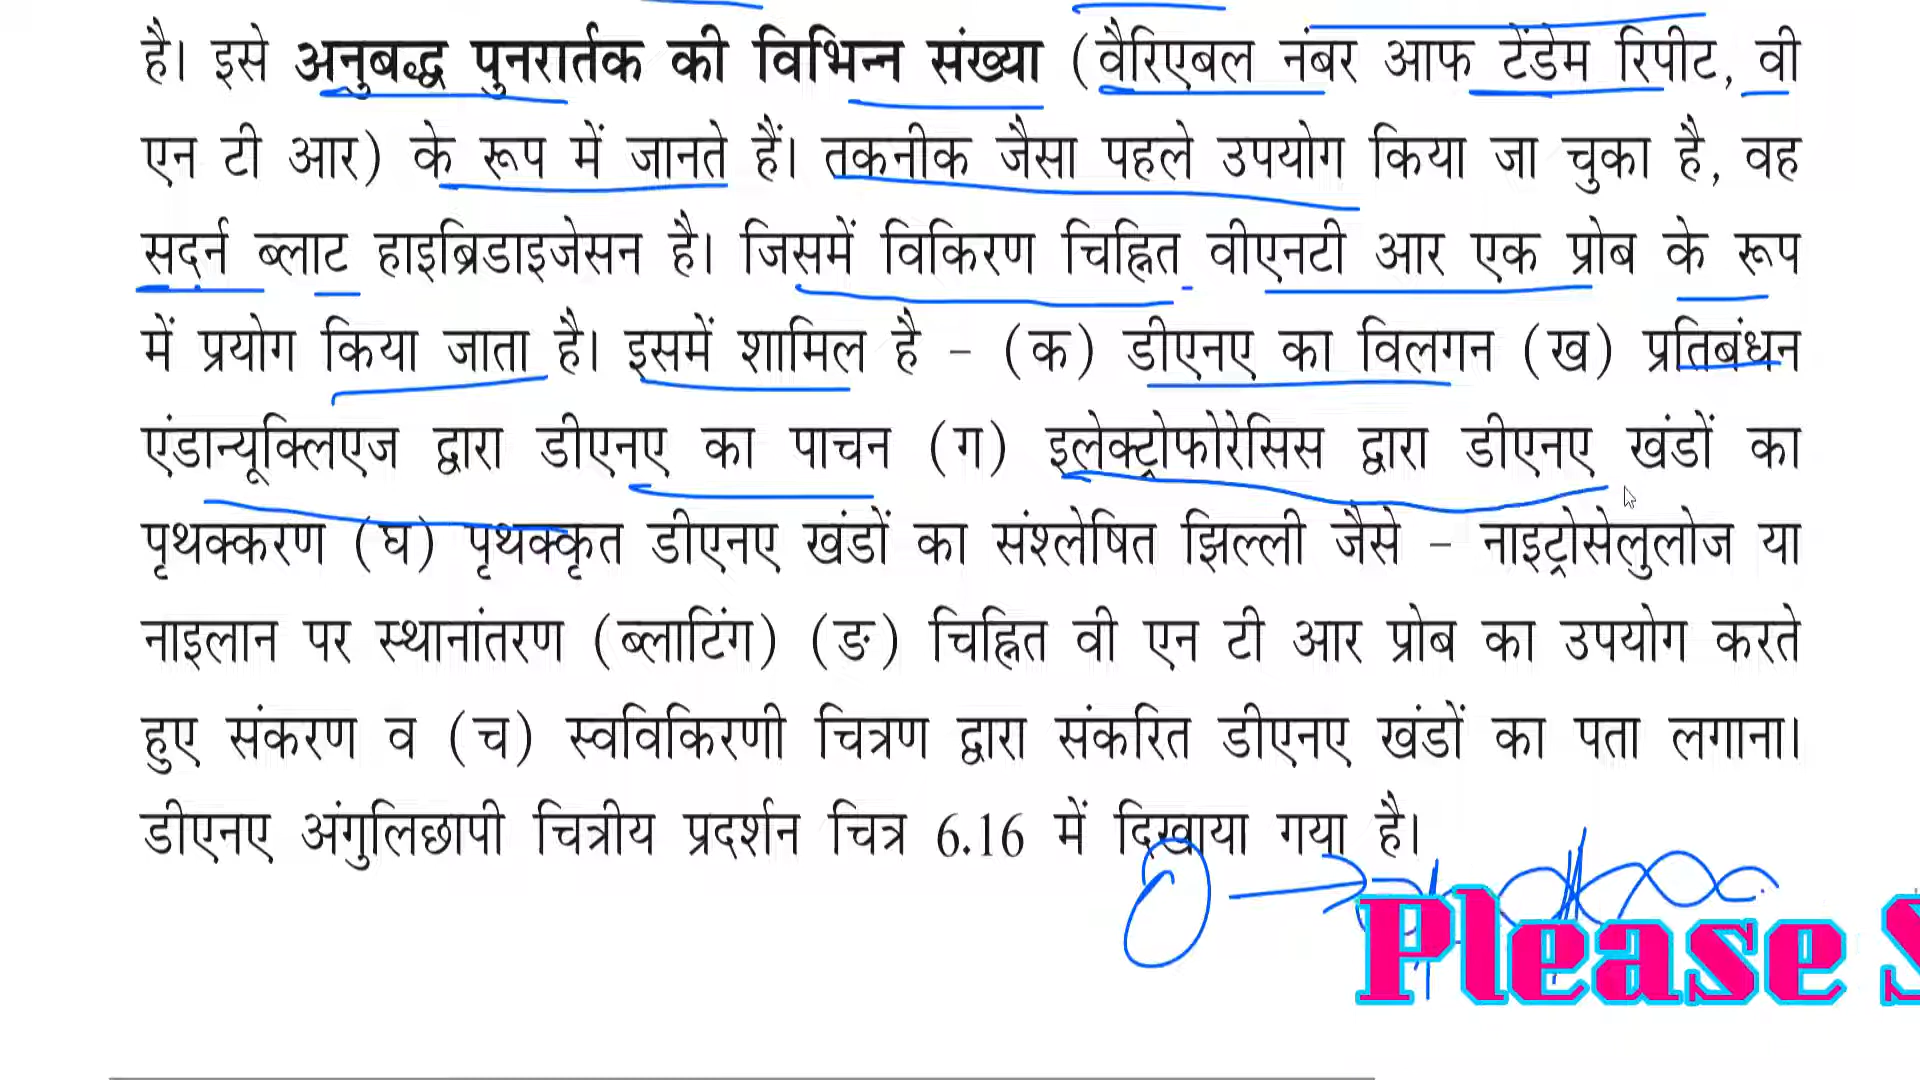 है। इसे अनुबद्ध पुनरार्तक की विभिन्न संख्या (वैरिएबल नंबर आफ टेंडेम रिपीट, वी
एन टी आर) के रूप में जानते हैं। तकनीक जैसा पहले उपयोग किया जा चुका है, वह
सदर्न ब्लाट हाइब्रिडाइजेसन है। जिसमें विकिरण चिह्नित वीएनटी आर एक प्रोब के रूप
में प्रयोग किया जाता है। इसमें शामिल है - (क) डीएनए का विलगन (ख) प्रतिबंधन
एंडान्यूक्लिएज द्वारा डीएनए का पाचन (ग) इलेक्ट्रोफोरेसिस द्वारा डीएनए खंडों का
पृथक्करण (घ) पृथक्कृत डीएनए खंडों का संश्लेषित झिल्ली जैसे – नाइट्रोसेलुलोज या
नाइलान पर स्थानांतरण (ब्लाटिंग) (ङ) चिह्नित वी एन टी आर प्रोब का उपयोग करते
हुए संकरण व (च) स्वविकिरणी चित्रण द्वारा संकरित डीएनए खंडों का पता लगाना।
डीएनए अंगुलिछापी चित्रीय प्रदर्शन चित्र 6.16 में दिखाया गया है।
Please S